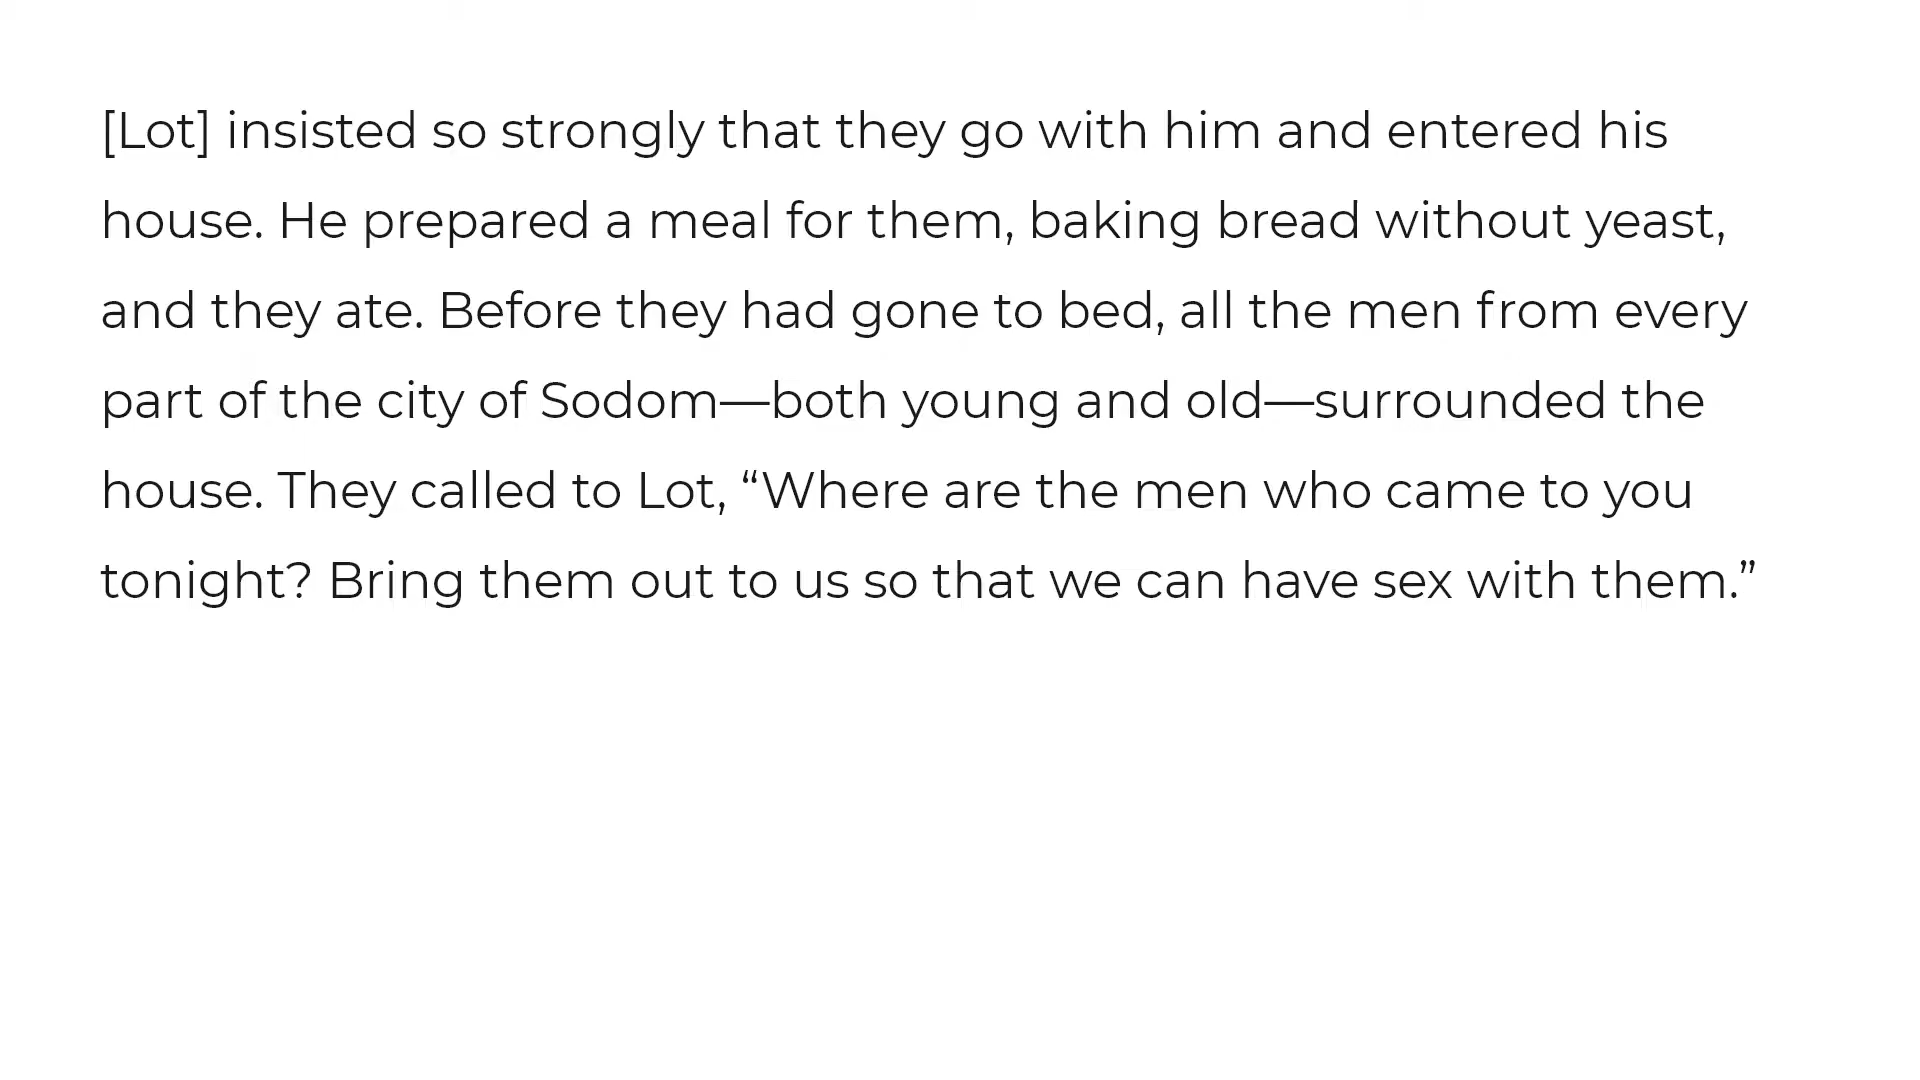 [Lot] insisted so strongly that they go with him and entered his
house. He prepared a meal for them, baking bread without yeast,
and they ate. Before they had gone to bed, all the men from every
part of the city of Sodom—both young and old—surrounded the
house. They called to Lot, “Where are the men who came to you
tonight? Bring them out to us so that we can have sex with them.”